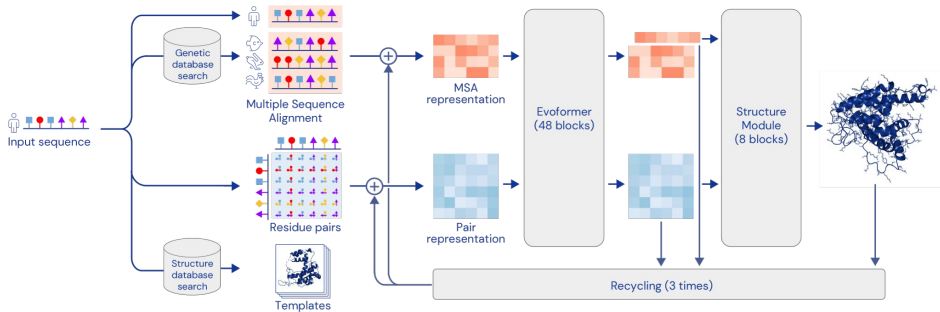 Input sequence
Genetic
database
search
Multiple Sequence
Alignment
Residue pairs
Structure
database
search
Templates
MSA
representation
Pair
representation
Evoformer
(48 blocks)
Structure
Module
(8 blocks)
Recycling (3 times)